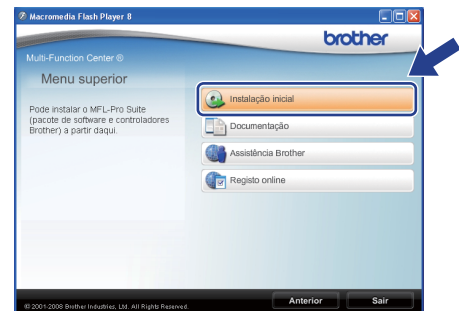 Macromedia Flash Player 8
brother
Multi-Function Center ®
Menu superior
Pode instalar o MFL-Pro Suite
(pacote de software e controladores
Brother) a partir daqui.
Instalação inicial
Documentação
Assistência Brother
Registo online
© 2001-2008 Brother Industries, Ltd. All Rights Reserved.
Anterior
Sair